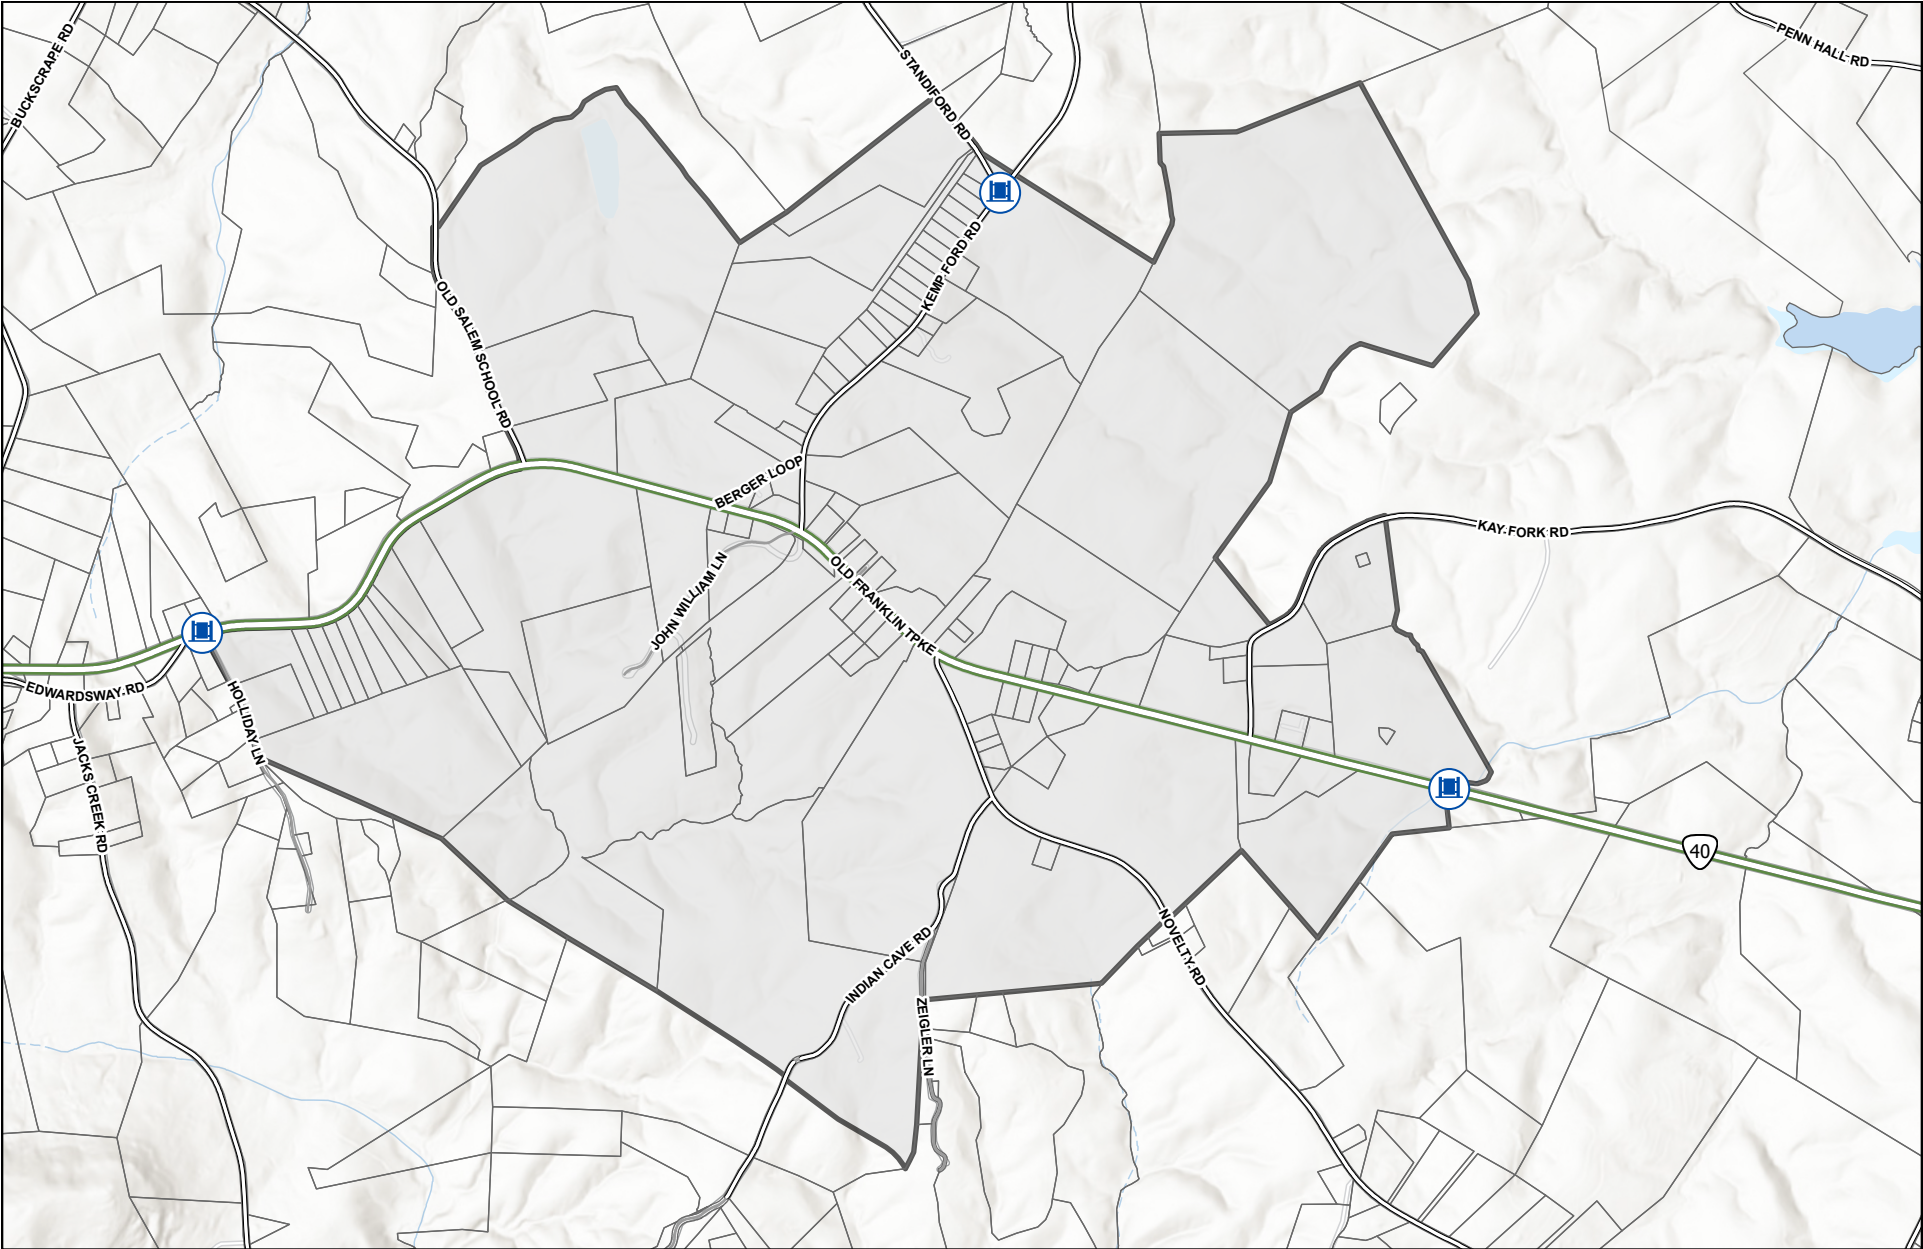 BUCKSCRAPE RD
STANDIFORD RD
PENN HALL RD
KEMP FORD RD
OLD SALEM SCHOOL RD
BERGER LOOP
KAY FORK RD
JOHN WILLIAM LN
OLD FRANKLIN TPKE
EDWARDSWAY RD
HOLLIDAY LN
JACKS CREEK RD
40
NOVELTY RD
INDIAN CAVE RD
ZEIGLER LN